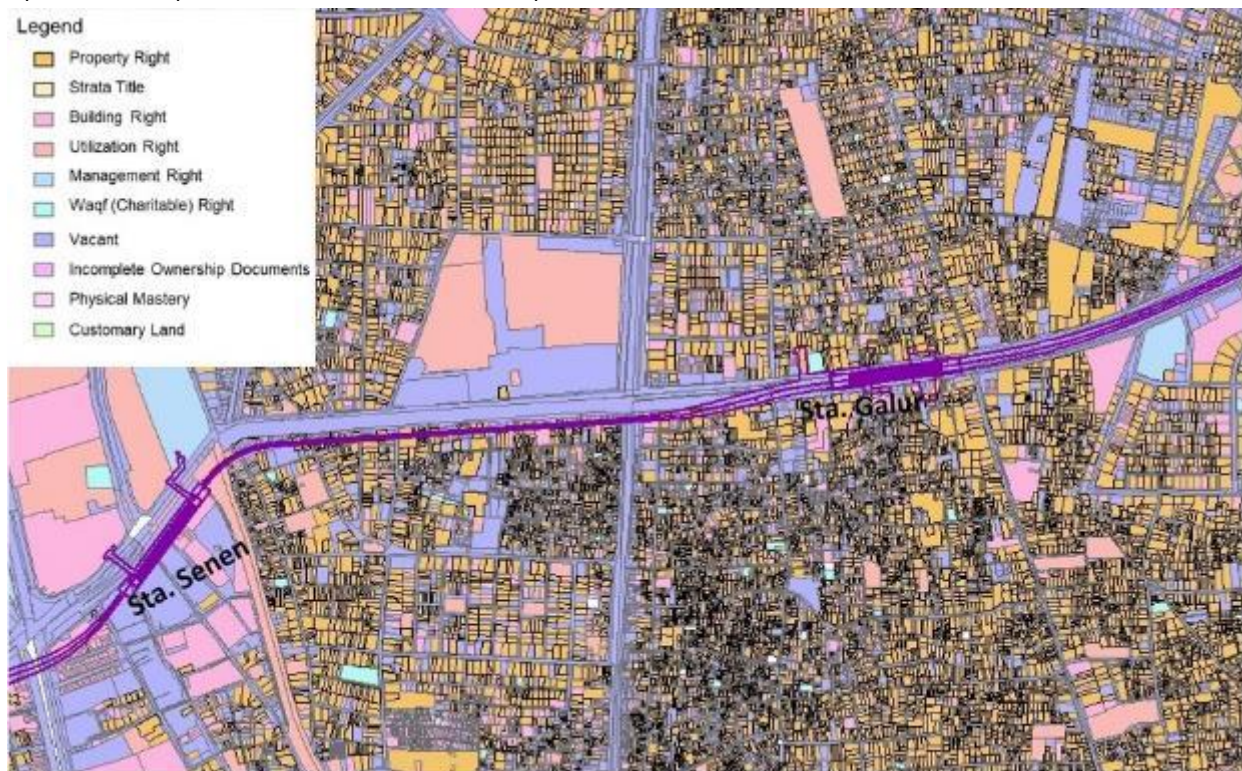 Legend
Property Right
Strata Title
Building Right
Utilization Right
Management Right
Waqf (Charitable) Right
Vacant
Incomplete Ownership Documents
Physical Mastery
Customary Land
Sta. Galur
Sta. Senen